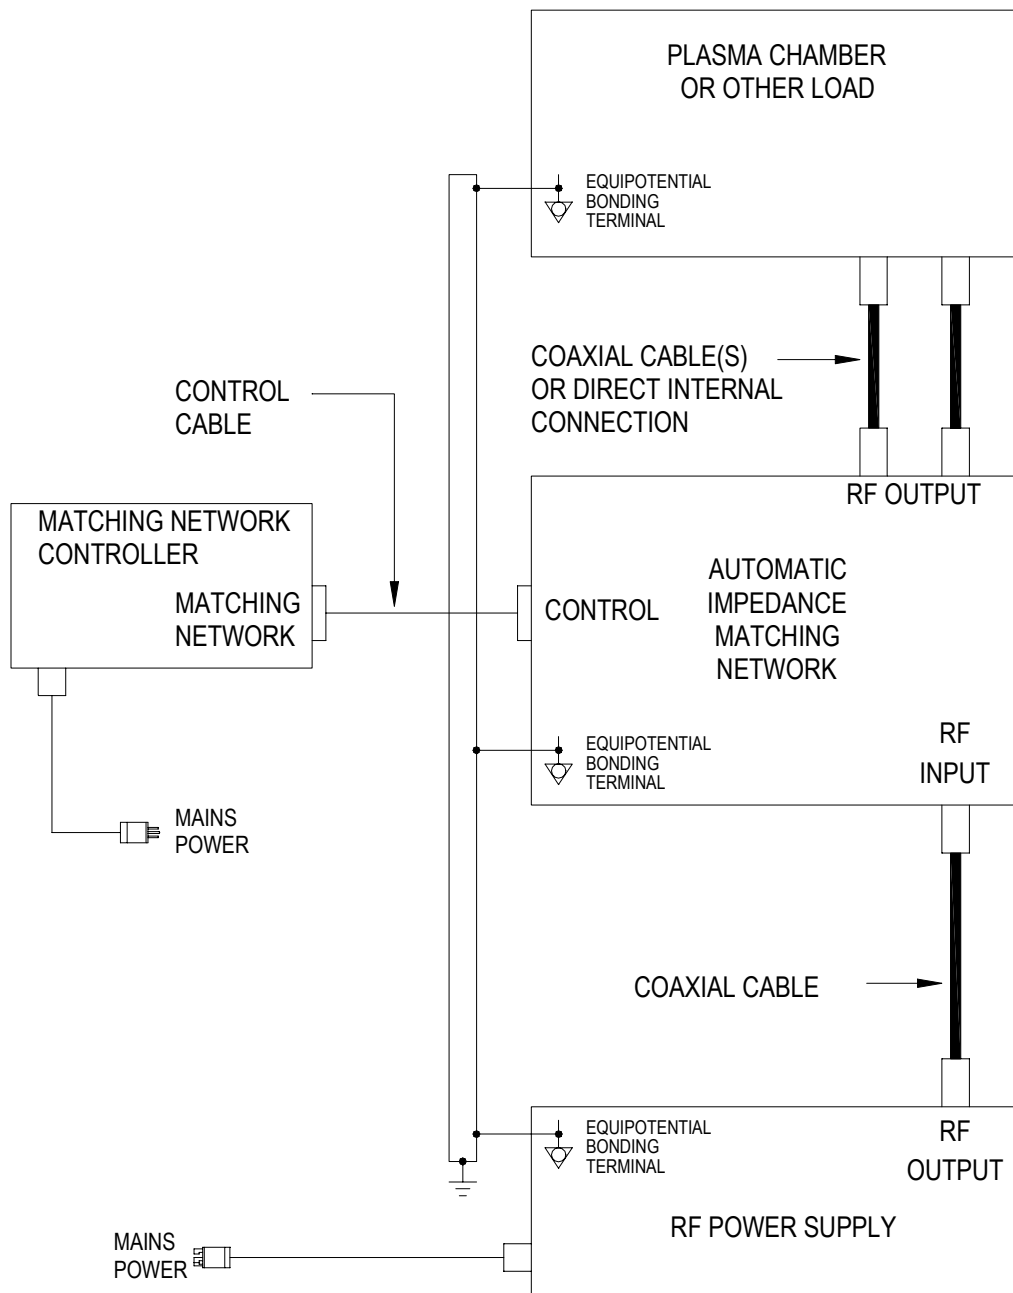 PLASMA CHAMBER
OR OTHER LOAD
EQUIPOTENTIAL
BONDING
TERMINAL
COAXIAL CABLE(S)
OR DIRECT INTERNAL
CONNECTION
CONTROL
CABLE
RF OUTPUT
MATCHING NETWORK
CONTROLLER
MATCHING
NETWORK
CONTROL
AUTOMATIC
IMPEDANCE
MATCHING
NETWORK
EQUIPOTENTIAL
BONDING
TERMINAL
RF
INPUT
MAINS
POWER
COAXIAL CABLE
EQUIPOTENTIAL
BONDING
TERMINAL
RF
OUTPUT
RF POWER SUPPLY
MAINS
POWER